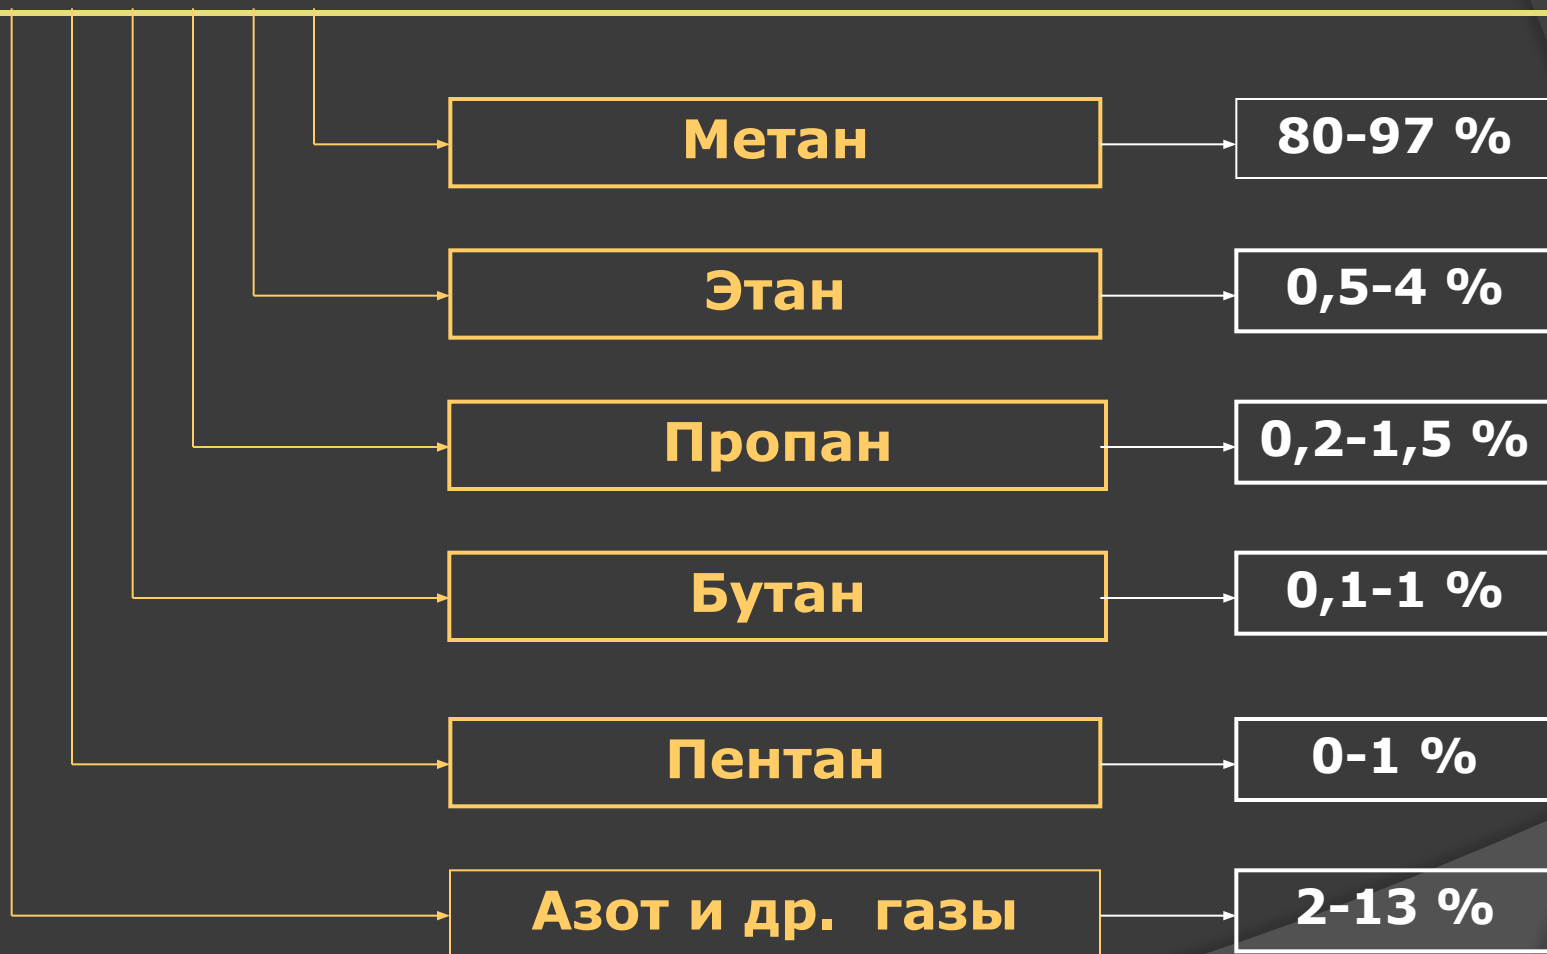 Метан
80-97 %
Этан
0,5-4 %
Пропан
0,2-1,5 %
Бутан
0,1-1 %
Пентан
0-1 %
Азот и др. газы
2-13 %